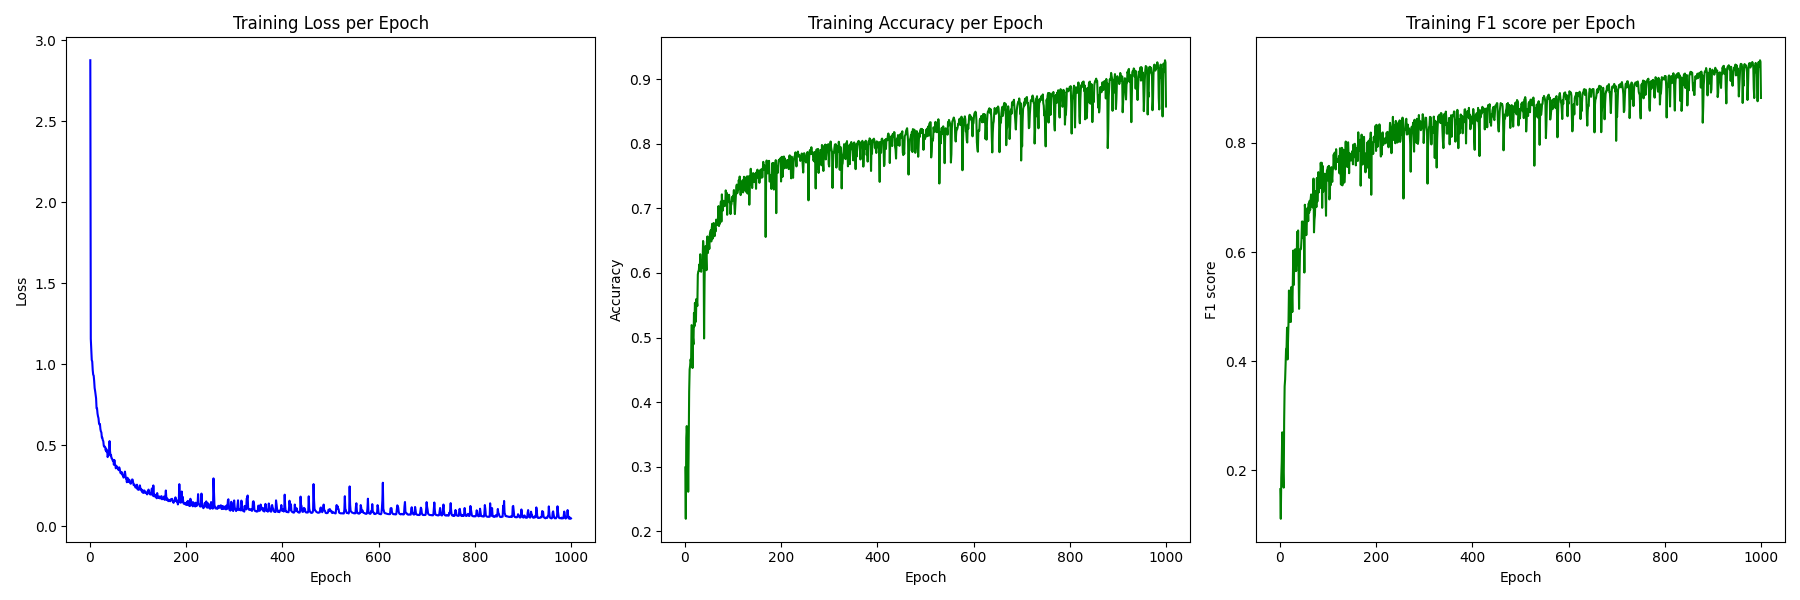 Training Loss per Epoch
3.0
2.5
2.0
1.5
1.0
0.5
0.0
Loss
0 200 400 600 800 1000
Epoch
Training Accuracy per Epoch
0.9
0.8
0.7
0.6
0.5
0.4
0.3
0.2
Accuracy
0 200 400 600 800 1000
Epoch
Training F1 score per Epoch
0.8
0.6
0.4
0.2
F1 score
0 200 400 600 800 1000
Epoch